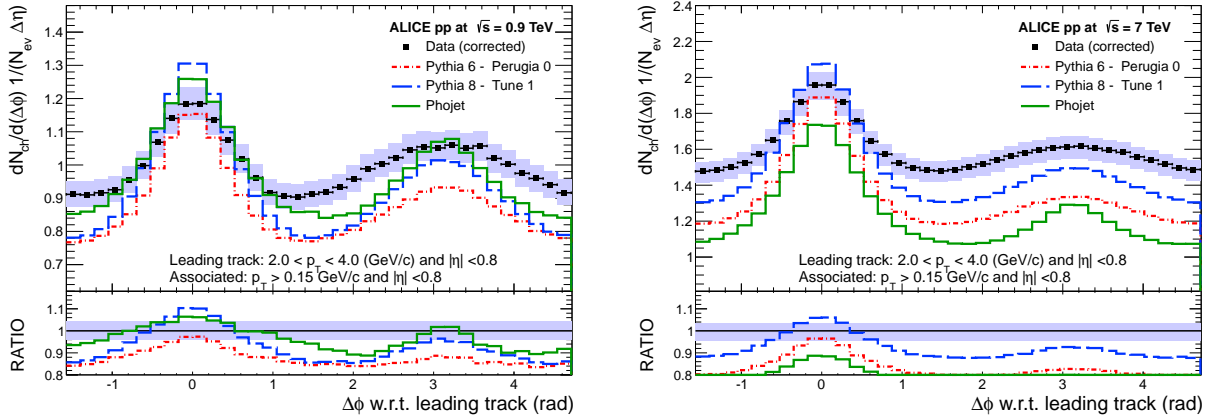 ALICE pp at √s = 0.9 TeV
Data (corrected)
Pythia 6 - Perugia 0
Pythia 8 - Tune 1
Phojet
dN_ch/d(Δϕ) 1/(N_ev Δη)
1.4
1.3
1.2
1.1
1.0
0.9
0.8
0.7
Leading track: 2.0 < p_T < 4.0 (GeV/c) and |η| <0.8
Associated: p_T > 0.15 GeV/c and |η| <0.8
RATIO
1.1
1
0.9
0.8
-1 0 1 2 3 4
Δϕ w.r.t. leading track (rad)
ALICE pp at √s = 7 TeV
Data (corrected)
Pythia 6 - Perugia 0
Pythia 8 - Tune 1
Phojet
dN_ch/d(Δϕ) 1/(N_ev Δη)
2.4
2.2
2.0
1.8
1.6
1.4
1.2
1
Leading track: 2.0 < p_T < 4.0 (GeV/c) and |η| <0.8
Associated: p_T > 0.15 GeV/c and |η| <0.8
RATIO
1.1
1
0.9
0.8
-1 0 1 2 3 4
Δϕ w.r.t. leading track (rad)